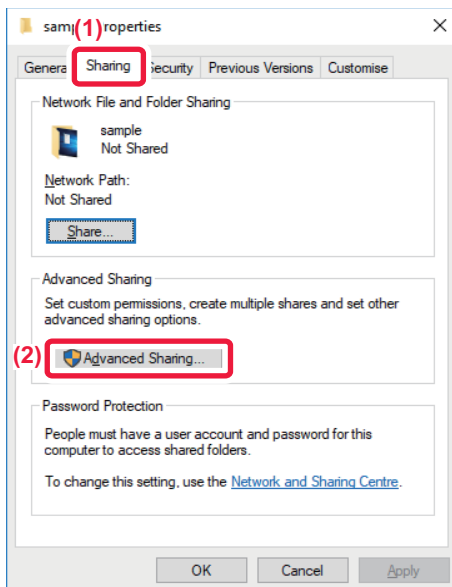 samp(1)roperties
General Sharing Security Previous Versions Customise
Network File and Folder Sharing
sample
Not Shared
Network Path:
Not Shared
Share...
Advanced Sharing
Set custom permissions, create multiple shares and set other
advanced sharing options.
(2) Advanced Sharing...
Password Protection
People must have a user account and password for this
computer to access shared folders.
To change this setting, use the Network and Sharing Centre.
OK Cancel Apply